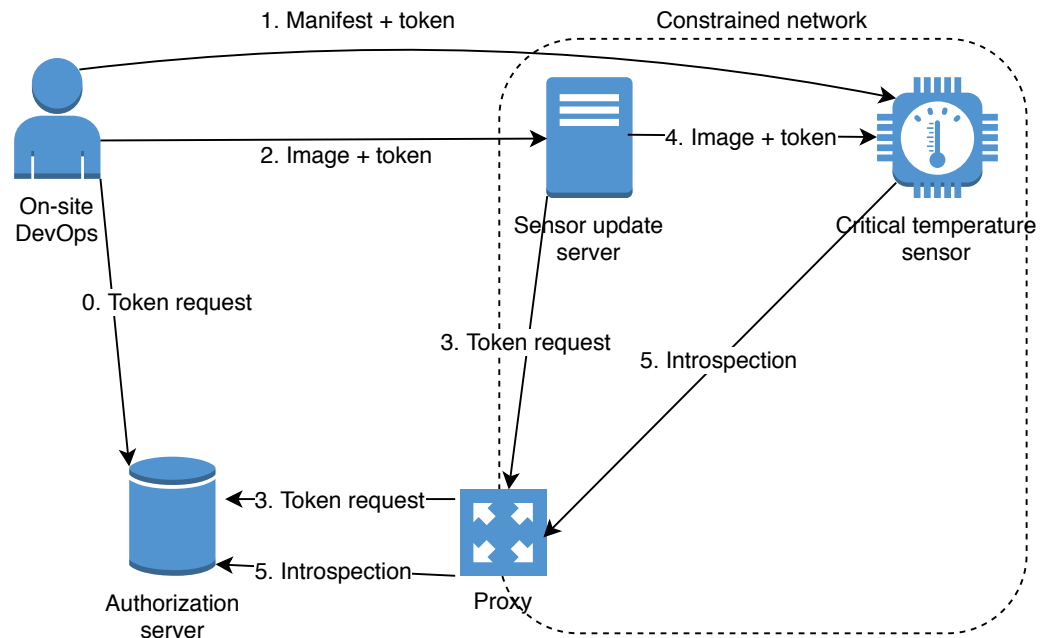 1. Manifest + token
Constrained network
2. Image + token
4. Image + token
On-site
DevOps
Sensor update
server
Critical temperature
sensor
0. Token request
3. Token request
5. Introspection
3. Token request
5. Introspection
Authorization
server
Proxy